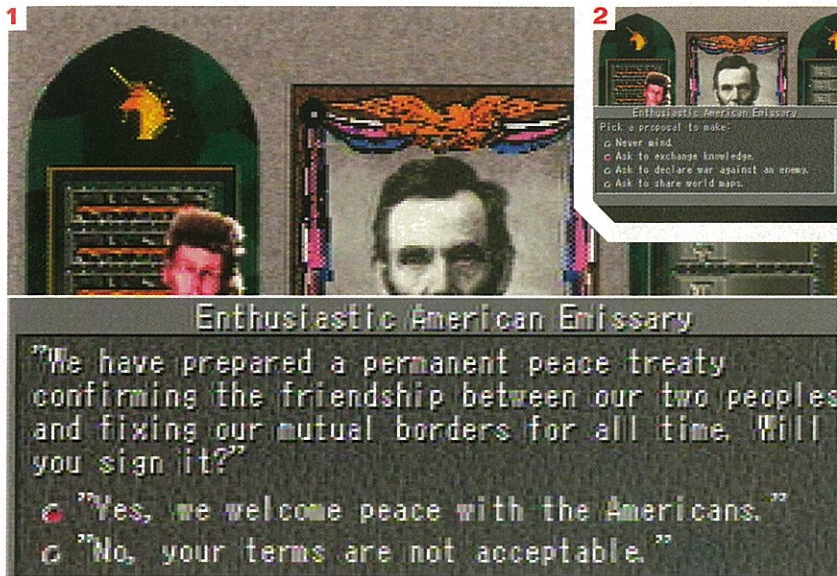 1
Enthusiastic American Emissary
"We have prepared a permanent peace treaty
confirming the friendship between our two peoples
and fixing our mutual borders for all time. Will
you sign it?"
"Yes, we welcome peace with the Americans."
"No, your terms are not acceptable."
2
Enthusiastic American Emissary
Pick a proposal to make:
Never mind.
Ask to exchange knowledge.
Ask to declare war against an enemy.
Ask to share world maps.